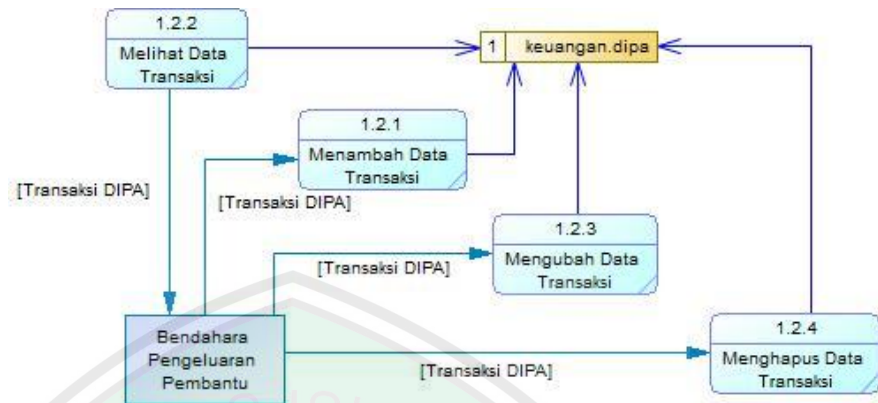 1.2.2
Melihat Data
Transaksi
1 keuangan.dipa
1.2.1
Menambah Data
Transaksi
[Transaksi DIPA]
[Transaksi DIPA]
1.2.3
Mengubah Data
Transaksi
[Transaksi DIPA]
1.2.4
Menghapus Data
Transaksi
Bendahara
Pengeluaran
Pembantu
[Transaksi DIPA]